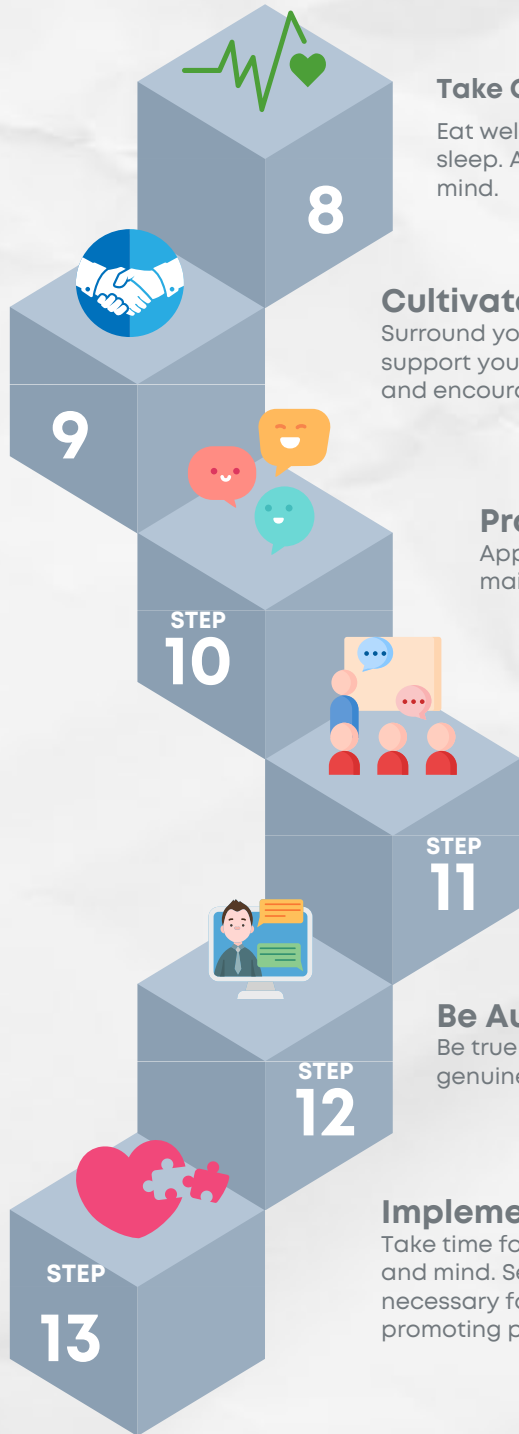 Take
Eat wel
sleep. A
mind.
8
Cultivate
Surround yo
support you
and encoura
9
Pr
App
mai
STEP
10
STEP
11
Be Au
Be true
genuine
STEP
12
Impleme
Take time fo
and mind. Se
necessary fo
promoting p
STEP
13